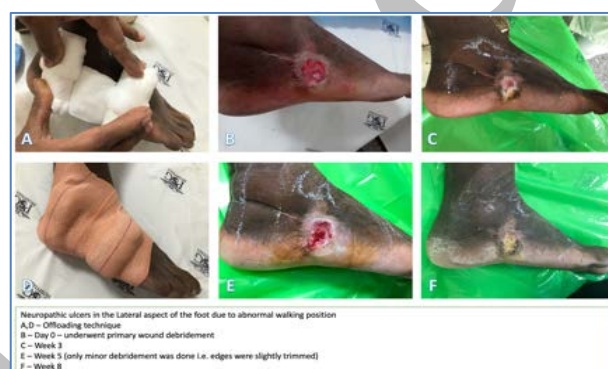 A
B
C
D
E
F
Neuropathic ulcers in the Lateral aspect of the foot due to abnormal walking position
A,D – Offloading technique
B – Day 0 – underwent primary wound debridement
C – Week 3
E – Week 5 (only minor debridement was done i.e. edges were slightly trimmed)
F – Week 8